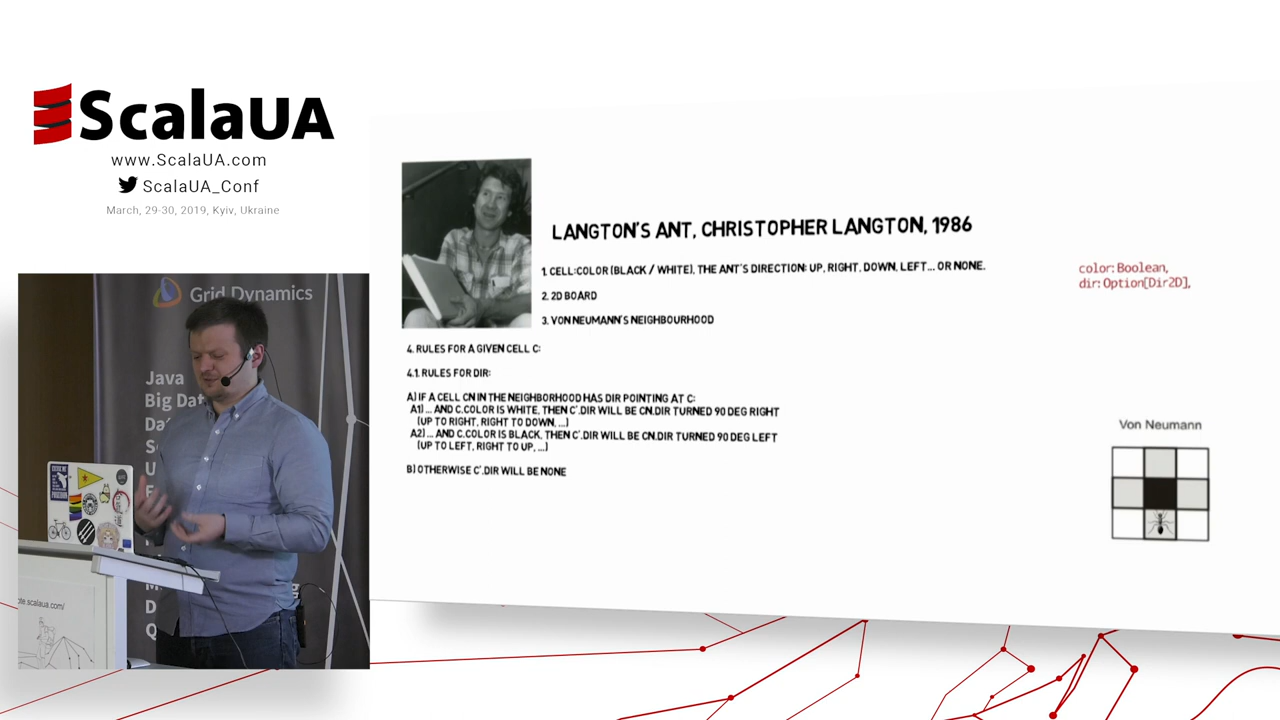 ScalaUA
www.ScalaUA.com
ScalaUA_Conf
March, 29-30, 2019, Kyiv, Ukraine
LANGTON'S ANT, CHRISTOPHER LANGTON, 1986
1. CELL:COLOR (BLACK / WHITE), THE ANT'S DIRECTION: UP, RIGHT, DOWN, LEFT... OR NONE.
2. 2D BOARD
3. VON NEUMANN'S NEIGHBOURHOOD
4. RULES FOR A GIVEN CELL C:
4.1. RULES FOR DIR:
A) IF A CELL CN IN THE NEIGHBORHOOD HAS DIR POINTING AT C:
A1) ... AND C.COLOR IS WHITE, THEN C'.DIR WILL BE CN.DIR TURNED 90 DEG RIGHT
(UP TO RIGHT, RIGHT TO DOWN, ...)
A2) ... AND C.COLOR IS BLACK, THEN C'.DIR WILL BE CN.DIR TURNED 90 DEG LEFT
(UP TO LEFT, RIGHT TO UP, ...)
B) OTHERWISE C'.DIR WILL BE NONE
color: Boolean,
dir: Option[Dir2D],
Von Neumann
Grid Dynamics
Java
Big Dat
Da
S
U
M
D
Q
ote.scalaua.com/